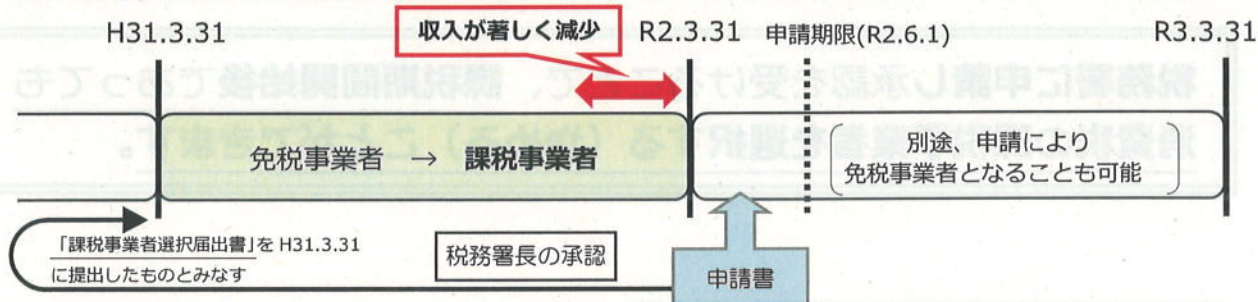 H31.3.31
収入が著しく減少
R2.3.31
申請期限(R2.6.1)
R3.3.31
免税事業者 → 課税事業者
別途、申請により
免税事業者となることも可能
「課税事業者選択届出書」を H31.3.31
に提出したものとみなす
税務署長の承認
申請書